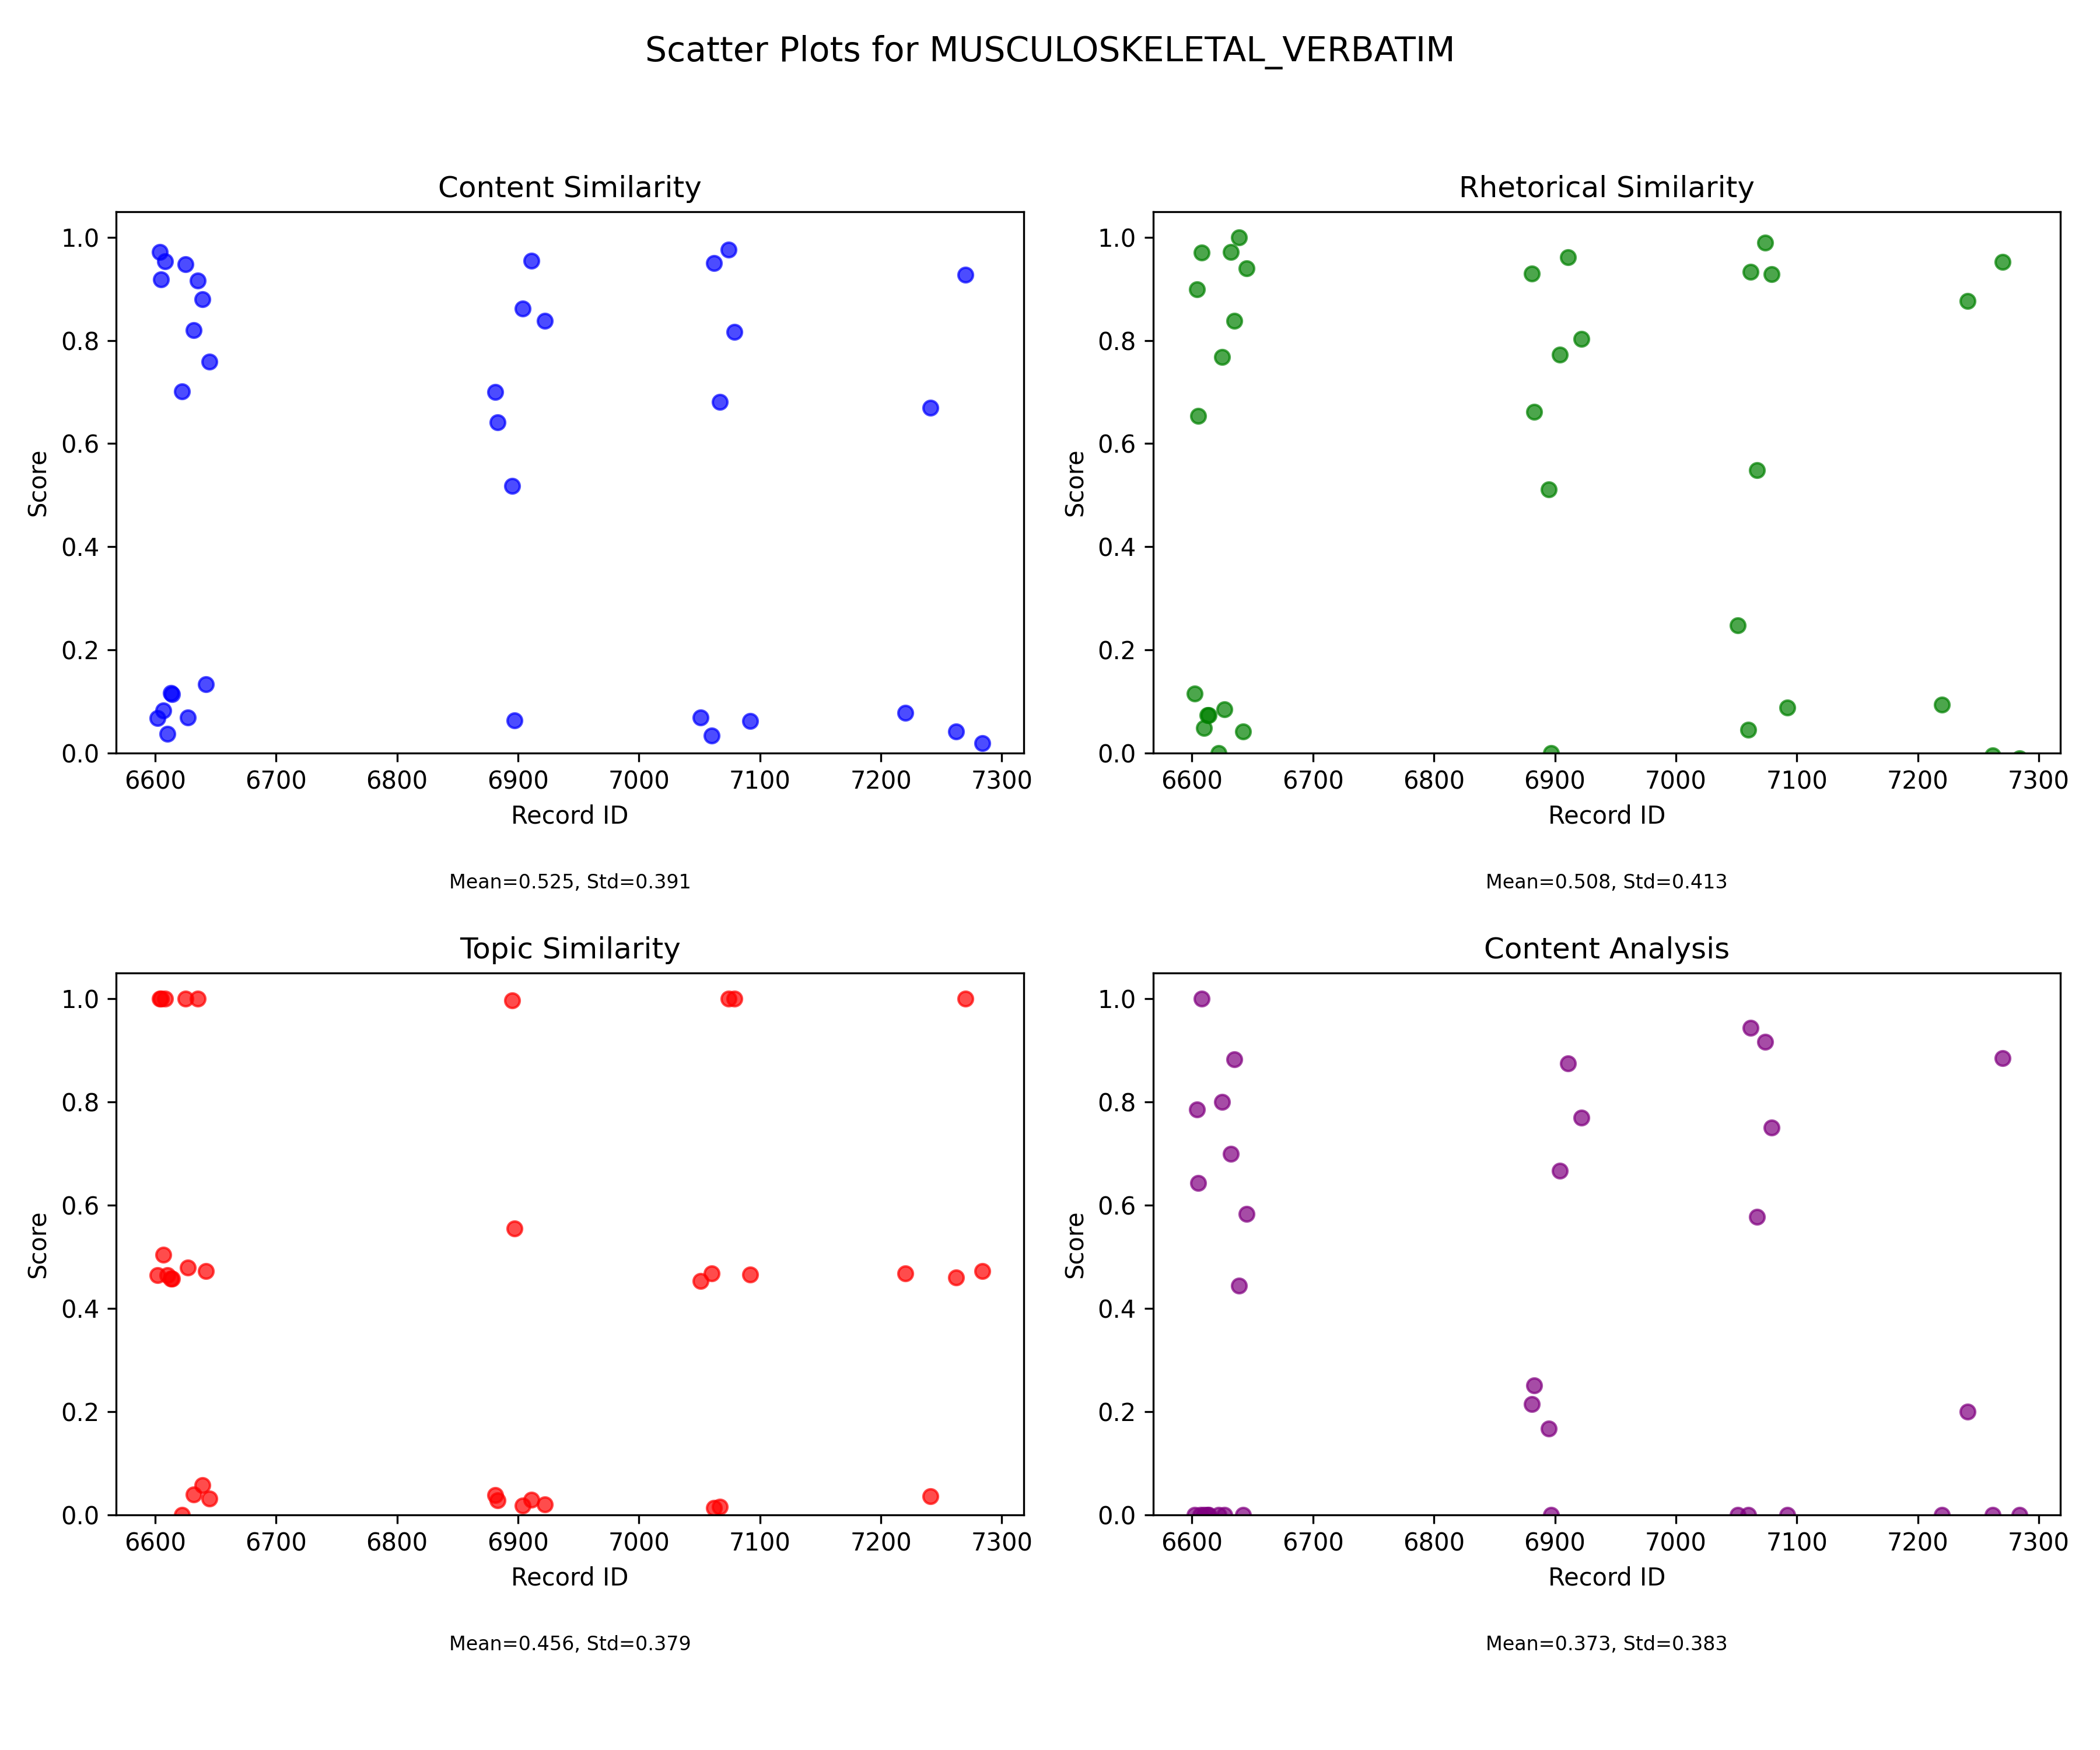 Scatter Plots for MUSCULOSKELETAL_VERBATIM
Content Similarity
Score
1.0
0.8
0.6
0.4
0.2
0.0
6600 6700 6800 6900 7000 7100 7200 7300
Record ID
Mean=0.525, Std=0.391
Rhetorical Similarity
Score
1.0
0.8
0.6
0.4
0.2
0.0
6600 6700 6800 6900 7000 7100 7200 7300
Record ID
Mean=0.508, Std=0.413
Topic Similarity
Score
1.0
0.8
0.6
0.4
0.2
0.0
6600 6700 6800 6900 7000 7100 7200 7300
Record ID
Mean=0.456, Std=0.379
Content Analysis
Score
1.0
0.8
0.6
0.4
0.2
0.0
6600 6700 6800 6900 7000 7100 7200 7300
Record ID
Mean=0.373, Std=0.383